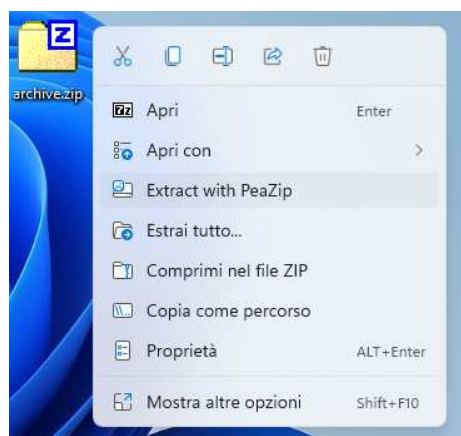 Z
archive.zip
7z Apri Enter
Apri con >
Extract with PeaZip
Estrai tutto...
Comprimi nel file ZIP
\\... Copia come percorso
Proprietà ALT+Enter
Mostra altre opzioni Shift+F10